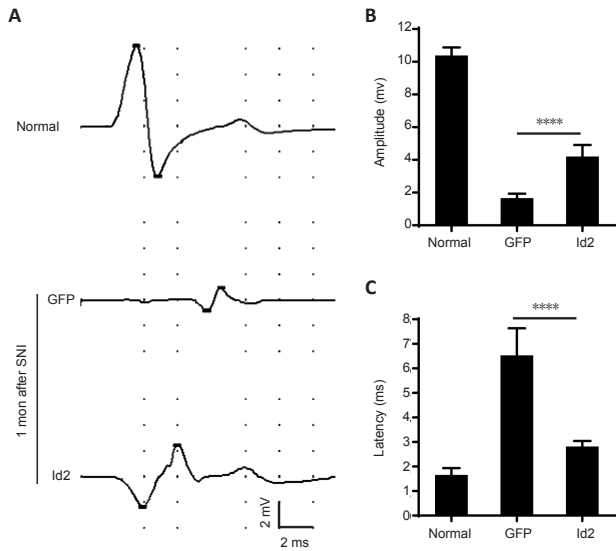 A
Normal
GFP
1 mon after SNI
Id2
2 mV
2 ms
B
12
10
8
6
4
2
0
Amplitude (mv)
****
Normal GFP Id2
C
8
7
6
5
4
3
2
1
0
Latency (ms)
****
Normal GFP Id2